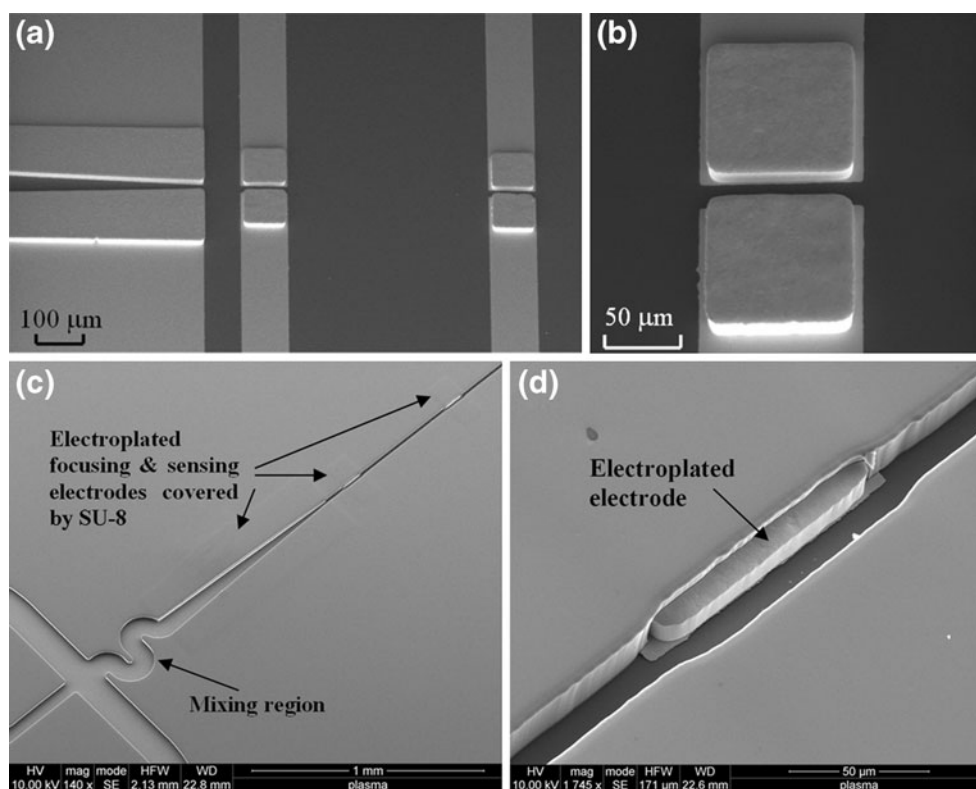 (a)
100 µm
(b)
50 µm
(c)
Electroplated
focusing & sensing
electrodes covered
by SU-8
Mixing region
HV mag mode HFW WD 1 mm
10.00 kV 140 x SE 2.13 mm 22.8 mm plasma
(d)
Electroplated
electrode
HV mag mode HFW WD 50 µm
10.00 kV 1 745 x SE 171 µm 22.6 mm plasma